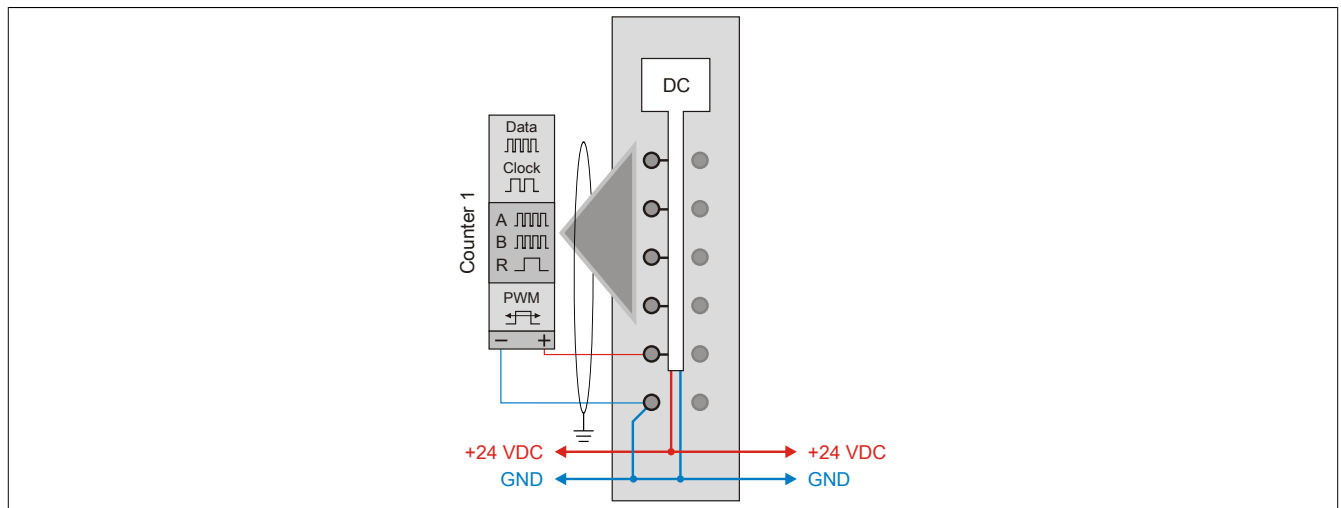 DC
Data
Clock
Counter 1
A
B
R
PWM
− +
+24 VDC +24 VDC
GND GND